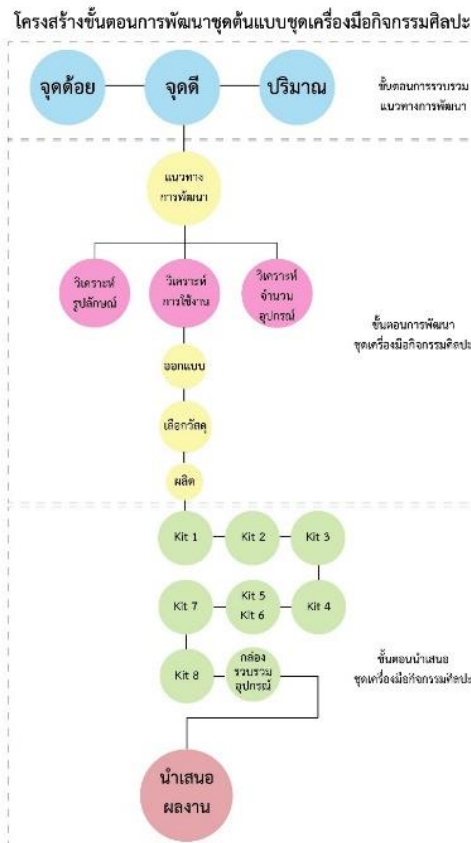 โครงสร้างขั้นตอนการพัฒนาชุดต้นแบบชุดเครื่องมือกิจกรรมศิลปะ
จุดด้อย
จุดดี
ปริมาณ
ขั้นตอนการรวบรวม
แนวทางการพัฒนา
แนวทาง
การพัฒนา
วิเคราะห์
รูปลักษณ์
วิเคราะห์
การใช้งาน
วิเคราะห์
จำนวน
อุปกรณ์
ขั้นตอนการพัฒนา
ชุดเครื่องมือกิจกรรมศิลปะ
ออกแบบ
เลือกวัสดุ
ผลิต
Kit 1
Kit 2
Kit 3
Kit 7
Kit 5
Kit 6
Kit 4
Kit 8
กล่อง
รวบรวม
อุปกรณ์
ขั้นตอนนำเสนอ
ชุดเครื่องมือกิจกรรมศิลปะ
นำเสนอ
ผลงาน